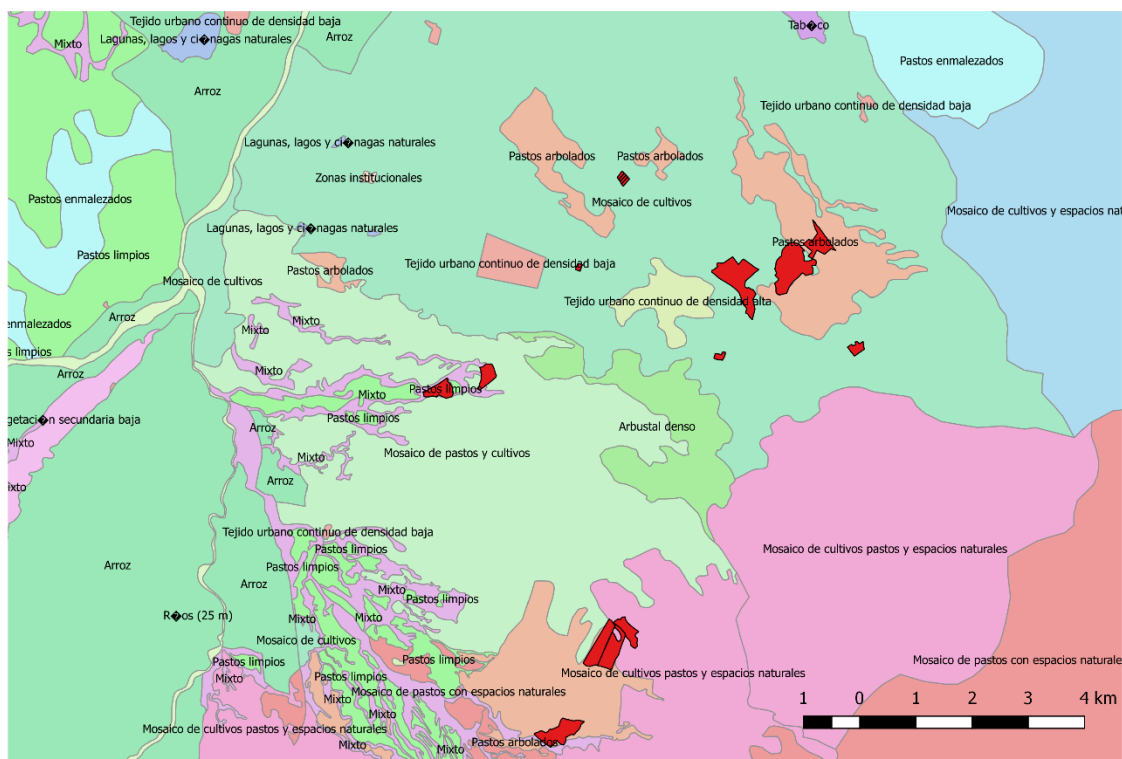 Tejido urbano continuo de densidad baja
Tab�co
Mixto
Lagunas, lagos y ci�nagas naturales
Arroz
Pastos enmalezados
Arroz
Tejido urbano continuo de densidad baja
Lagunas, lagos y ci�nagas naturales
Pastos arbolados
Pastos arbolados
Zonas institucionales
Pastos enmalezados
Mosaico de cultivos
Mosaico de cultivos y espacios nat
Lagunas, lagos y ci�nagas naturales
Pastos arbolados
Pastos limpios
Tejido urbano continuo de densidad baja
Pastos arbolados
Mosaico de cultivos
Tejido urbano continuo de densidad alta
Arroz
enmalezados
Mixto
Mixto
s limpios
Arroz
Mixto
Pastos limpios
Mixto
getaci�n secundaria baja
Pastos limpios
Arroz
Arbustal denso
Mixto
Mosaico de pastos y cultivos
Mixto
Arroz
ixto
Tejido urbano continuo de densidad baja
Pastos limpios
Mosaico de cultivos pastos y espacios naturales
Arroz
Pastos limpios
Arroz
Mixto
Pastos limpios
R�os (25 m)
Mixto
Mixto
Mosaico de cultivos
Pastos limpios
Pastos limpios
Mosaico de pastos con espacios naturale
Mixto
Pastos limpios
Mosaico de cultivos pastos y espacios naturales
Mosaico de pastos con espacios naturales
Mixto
Mixto
1 0 1 2 3 4 km
Mosaico de cultivos pastos y espacios naturales
Mixto
Mixto
Pastos arbolados